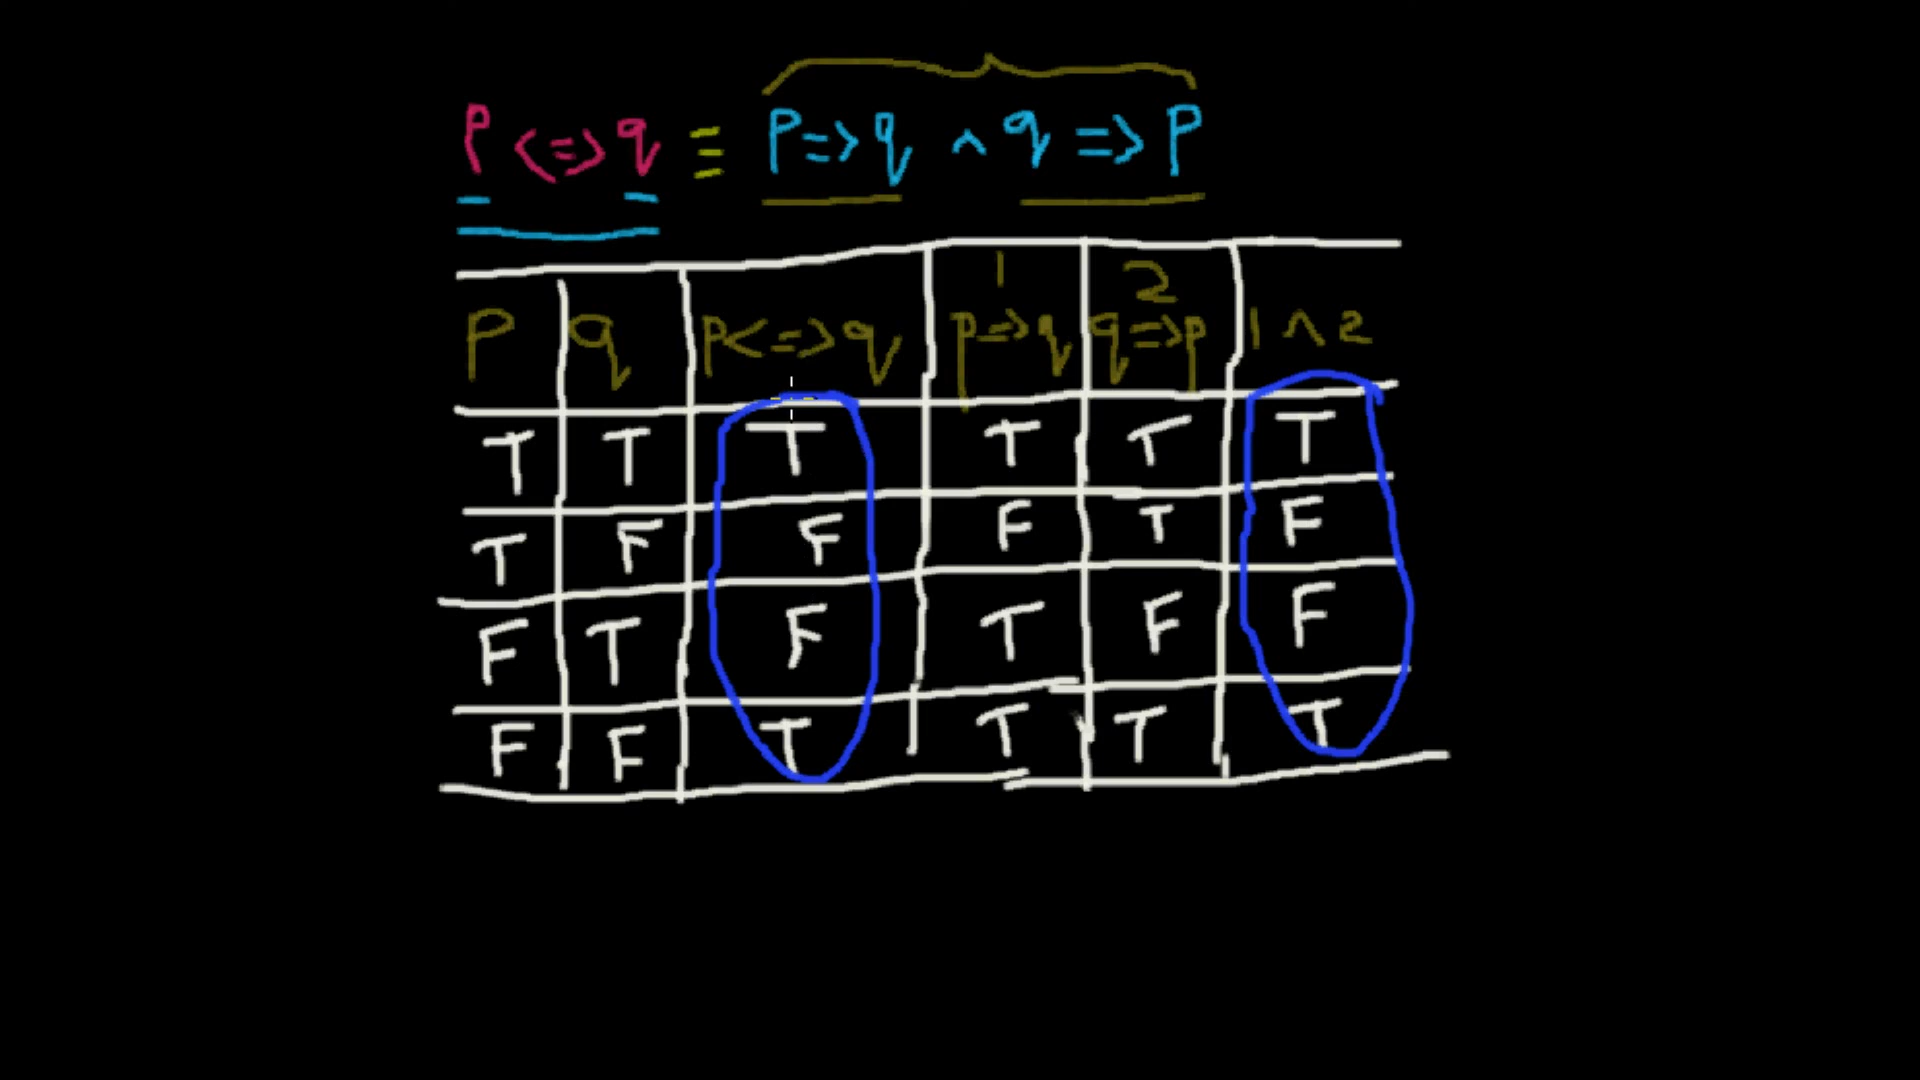 p <=> q ≡ p => q ∧ q => p
1 2
p q p <=> q p => q q => p 1 ∧ 2
T T T T T T
T F F F T F
F T F T F F
F F T T T T